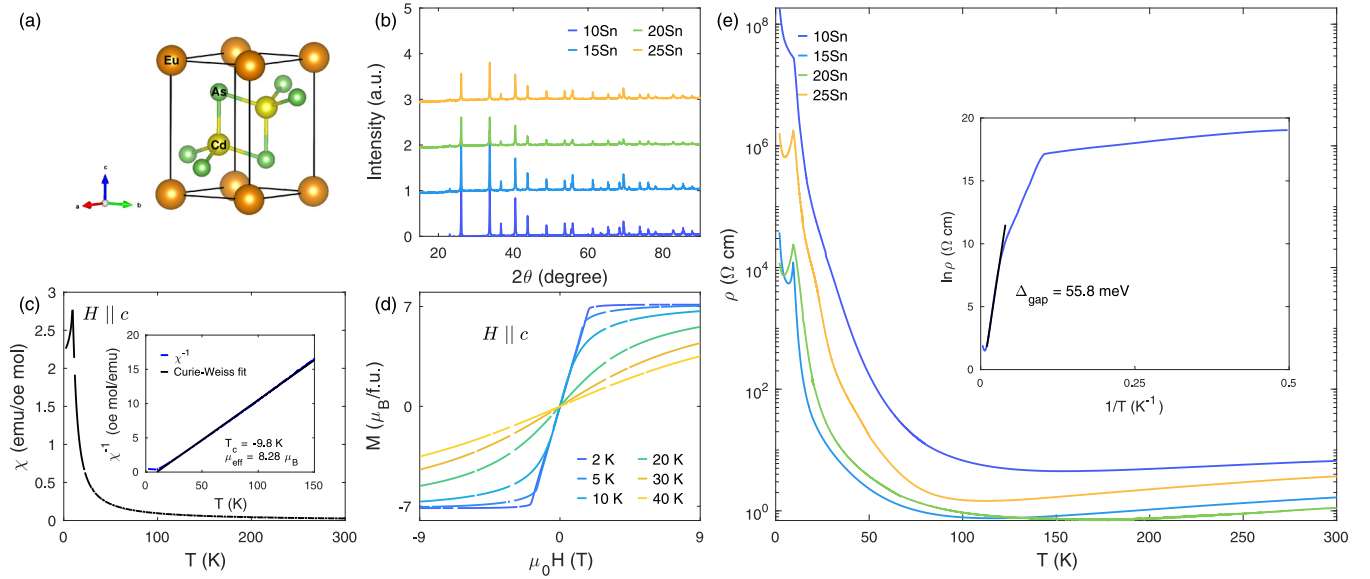 (a)
Eu
As
Cd
c
a
b
(b)
5
4
3
2
1
0
Intensity (a.u.)
10Sn
20Sn
15Sn
25Sn
20
40
60
80
2θ (degree)
(c)
H || c
3
2.5
2
1.5
1
0.5
0
χ (emu/oe mol)
0
100
200
300
T (K)
20
15
10
5
0
χ⁻¹ (oe mol/emu)
χ⁻¹
Curie-Weiss fit
T_c = -9.8 K
μ_eff = 8.28 μ_B
0
50
100
150
T (K)
(d)
H || c
7
0
-7
M (μ_B/f.u.)
2 K
20 K
5 K
30 K
10 K
40 K
-9
0
9
μ₀H (T)
(e)
10⁸
10⁶
10⁴
10²
10⁰
ρ (Ω cm)
10Sn
15Sn
20Sn
25Sn
0
50
100
150
200
250
300
T (K)
20
15
10
5
0
ln ρ (Ω cm)
Δ_gap = 55.8 meV
0
0.25
0.5
1/T (K⁻¹)